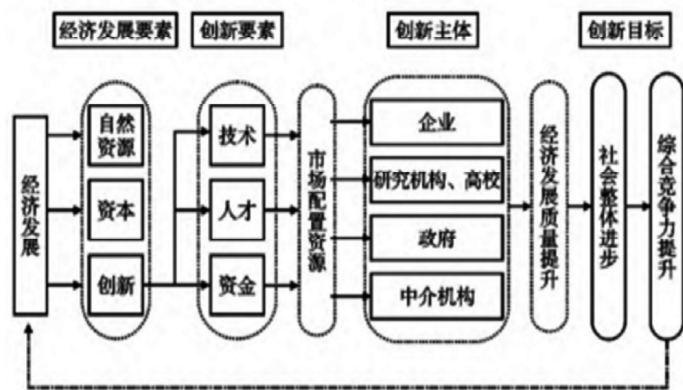 经济发展要素
创新要素
创新主体
创新目标
经济发展
自然
资源
资本
创新
技术
人才
资金
市场配置资源
企业
研究机构、高校
政府
中介机构
经济发展质量提升
社会整体进步
综合竞争力提升